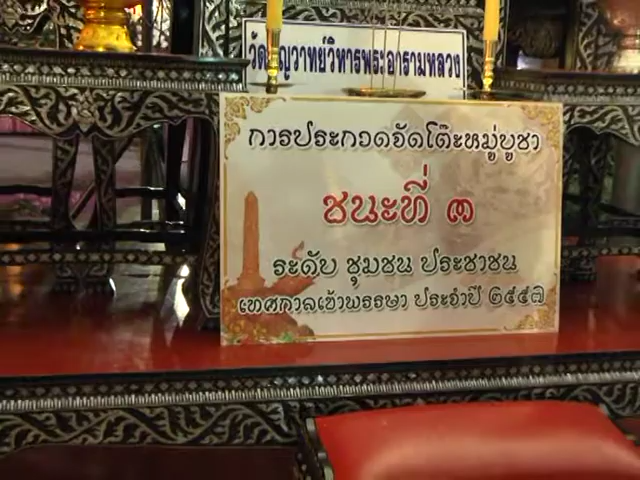 วาทย์วิหารพระอารามหลวง
การประกวดจัดโต๊ะหมู่บูชา
ชนะที่ ๓
ระดับ ชุมชน ประชาชน
เทศกาลเข้าพรรษา ประจำปี ๒๕๕๗